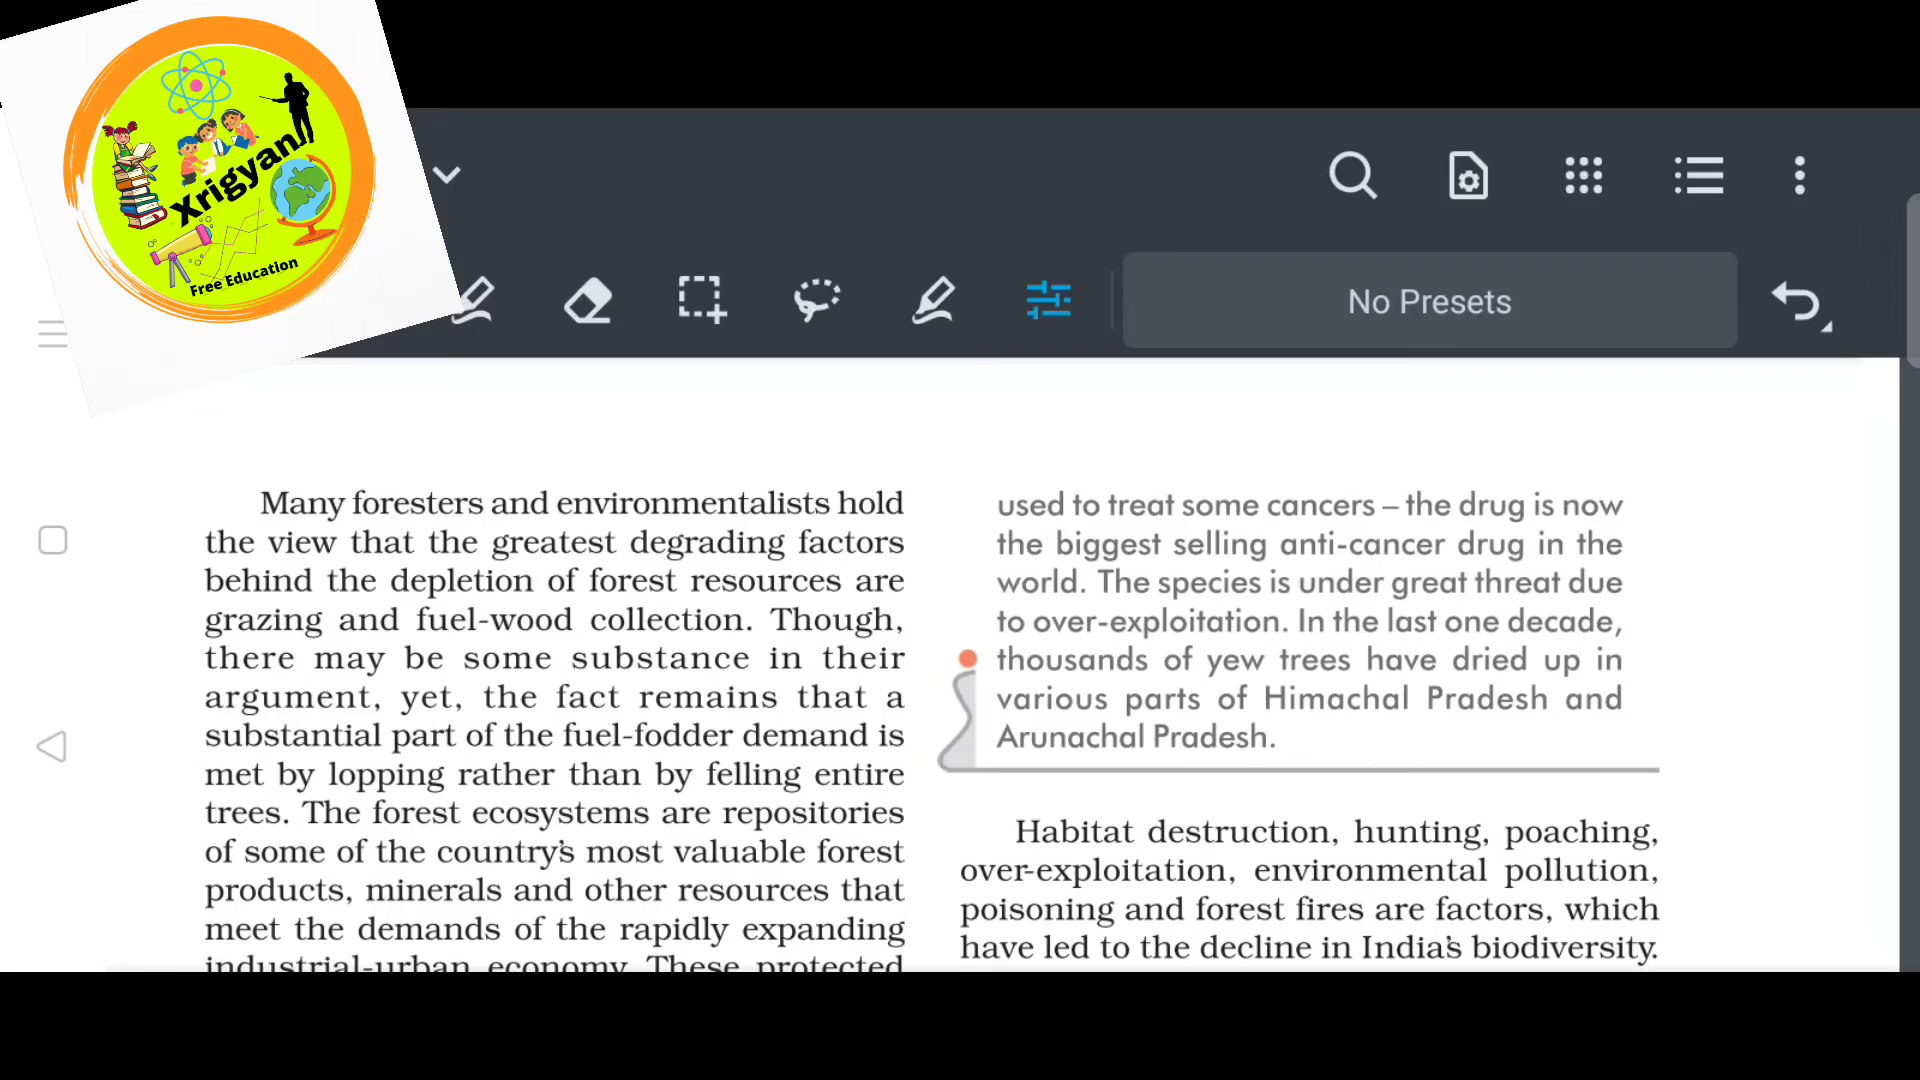 Xrigyan
Free Education
No Presets
Many foresters and environmentalists hold
the view that the greatest degrading factors
behind the depletion of forest resources are
grazing and fuel-wood collection. Though,
there may be some substance in their
argument, yet, the fact remains that a
substantial part of the fuel-fodder demand is
met by lopping rather than by felling entire
trees. The forest ecosystems are repositories
of some of the country's most valuable forest
products, minerals and other resources that
meet the demands of the rapidly expanding
industrial-urban economy. These protected
used to treat some cancers – the drug is now
the biggest selling anti-cancer drug in the
world. The species is under great threat due
to over-exploitation. In the last one decade,
thousands of yew trees have dried up in
various parts of Himachal Pradesh and
Arunachal Pradesh.
Habitat destruction, hunting, poaching,
over-exploitation, environmental pollution,
poisoning and forest fires are factors, which
have led to the decline in India's biodiversity.